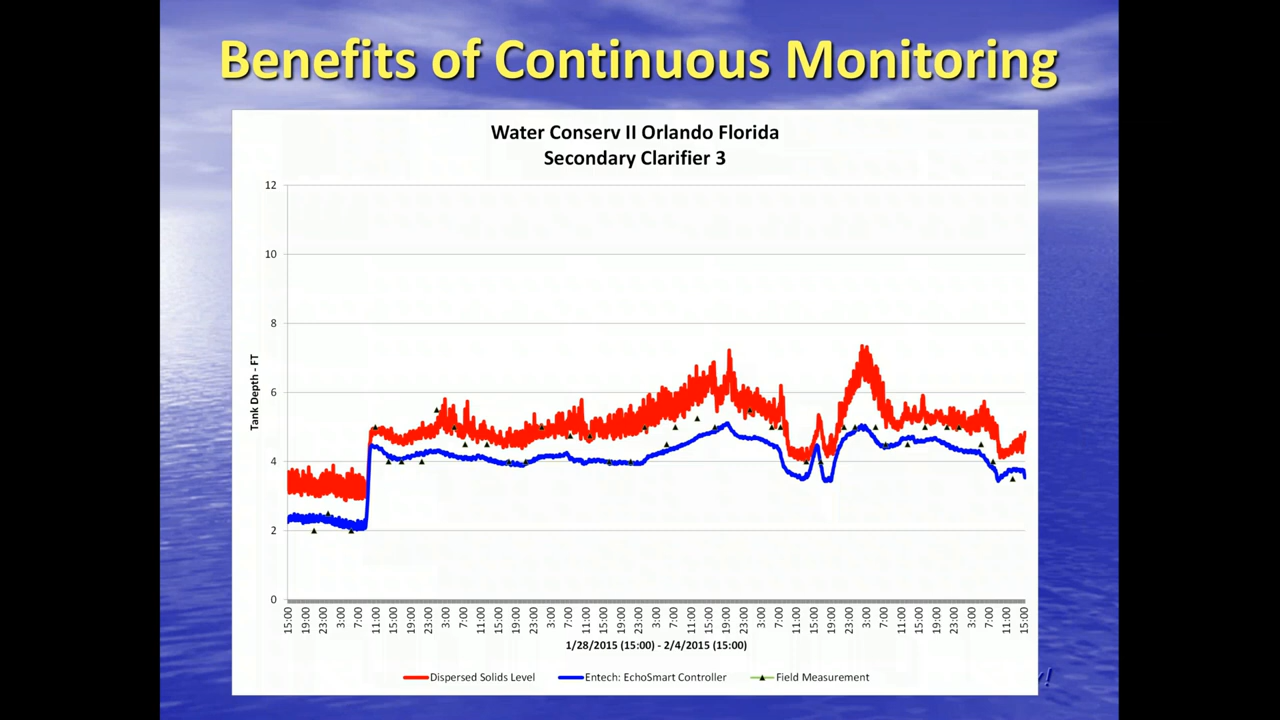 Benefits of Continuous Monitoring
Water Conserv II Orlando Florida
Secondary Clarifier 3
Tank Depth - FT
12
10
8
6
4
2
0
15:00 19:00 23:00 3:00 7:00 11:00 15:00 19:00 23:00 3:00 7:00 11:00 15:00 19:00 23:00 3:00 7:00 11:00 15:00 19:00 23:00 3:00 7:00 11:00 15:00 19:00 23:00 3:00 7:00 11:00 15:00 19:00 23:00 3:00 7:00 11:00 15:00 19:00 23:00 3:00 7:00 11:00 15:00
1/28/2015 (15:00) - 2/4/2015 (15:00)
Dispersed Solids Level Entech: EchoSmart Controller Field Measurement